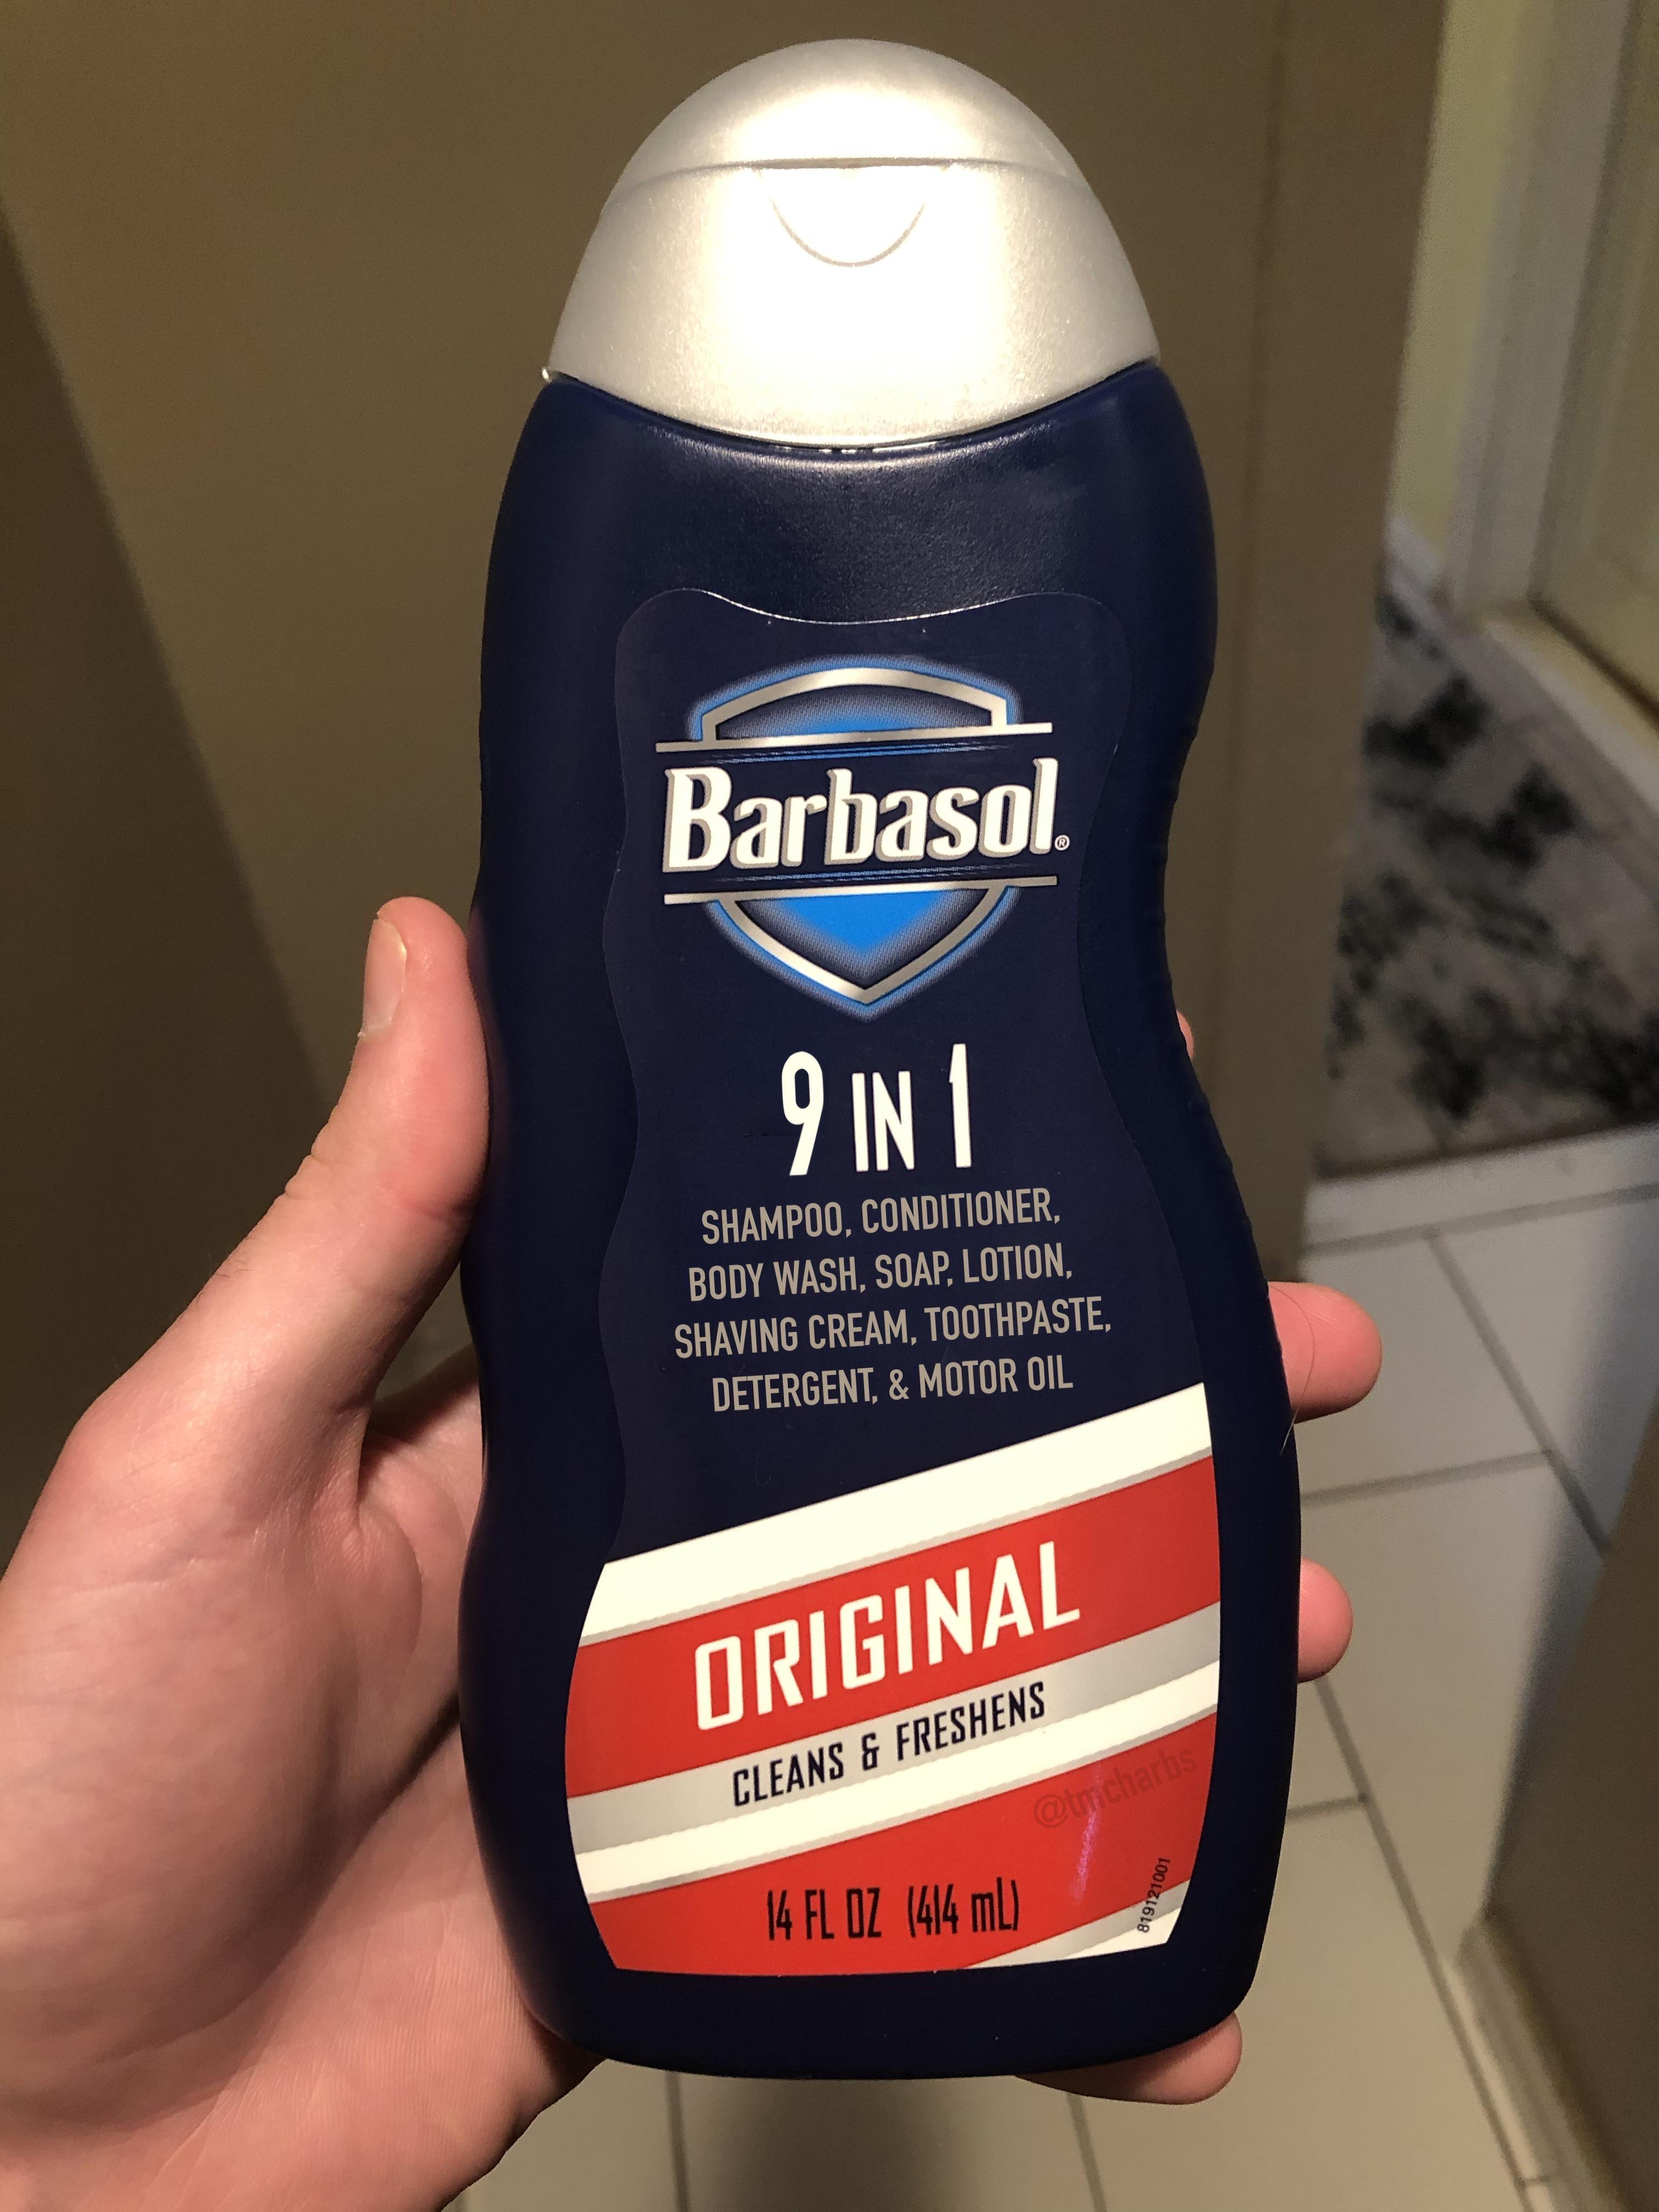 Barbasol®
9 IN 1
SHAMPOO, CONDITIONER,
BODY WASH, SOAP, LOTION,
SHAVING CREAM, TOOTHPASTE,
DETERGENT, & MOTOR OIL
ORIGINAL
CLEANS & FRESHENS
@tmcharbs
14 FL OZ (414 mL)
819121001